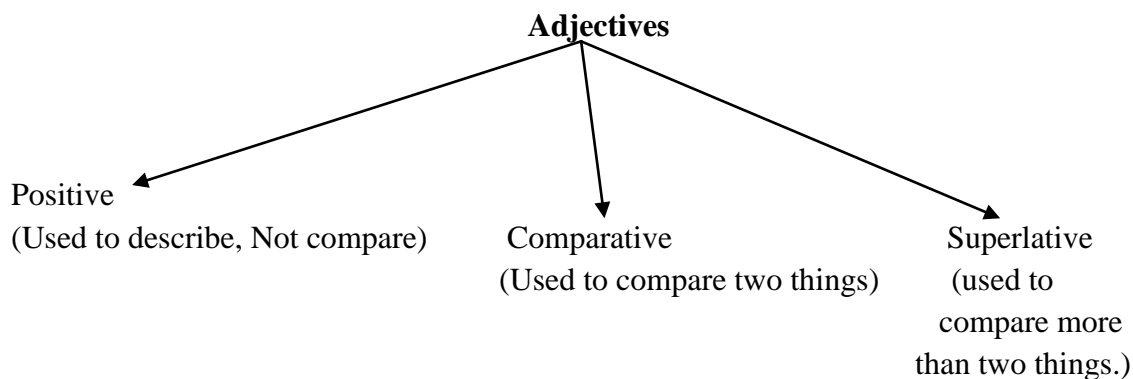 Adjectives
Positive
(Used to describe, Not compare)
Comparative
(Used to compare two things)
Superlative
(used to
compare more
than two things.)